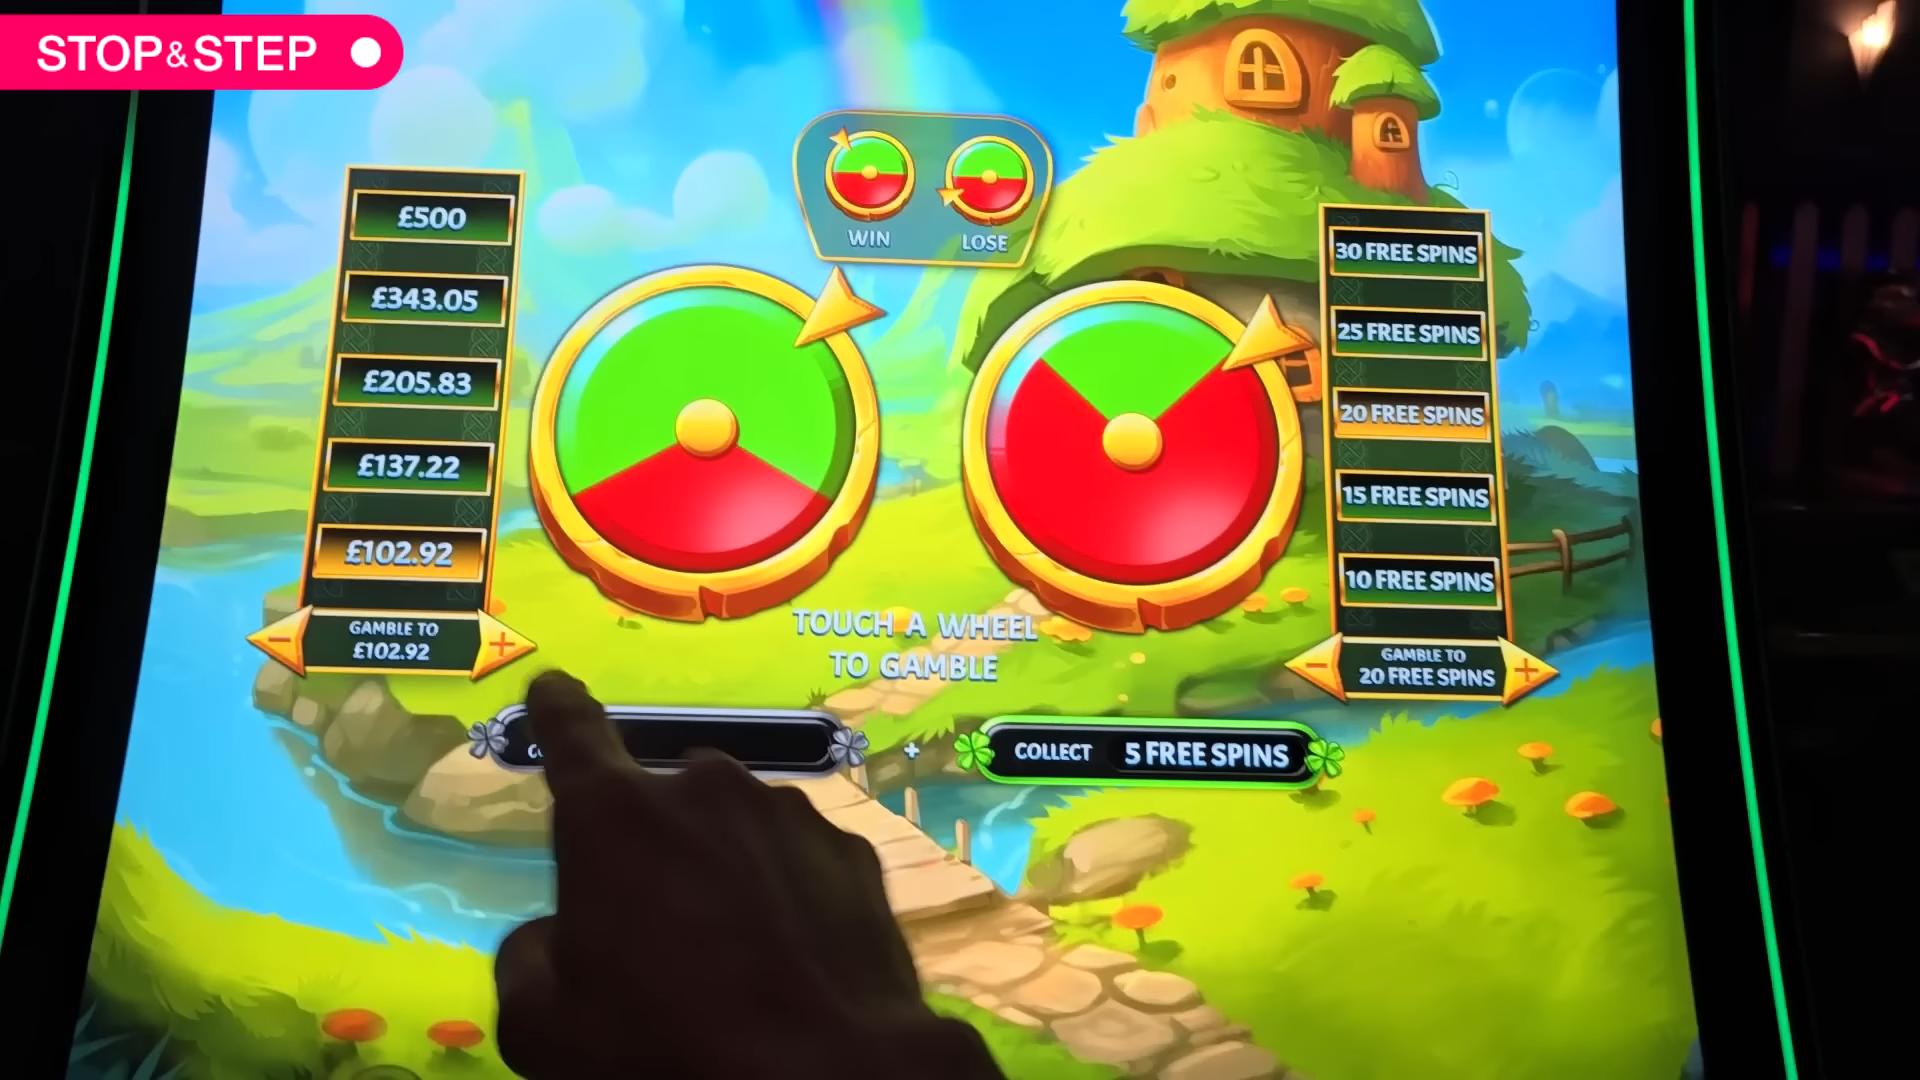 STOP&STEP
WIN
LOSE
£500
£343.05
£205.83
£137.22
£102.92
GAMBLE TO
£102.92
30 FREE SPINS
25 FREE SPINS
20 FREE SPINS
15 FREE SPINS
10 FREE SPINS
GAMBLE TO
20 FREE SPINS
TOUCH A WHEEL
TO GAMBLE
+
COLLECT 5 FREE SPINS